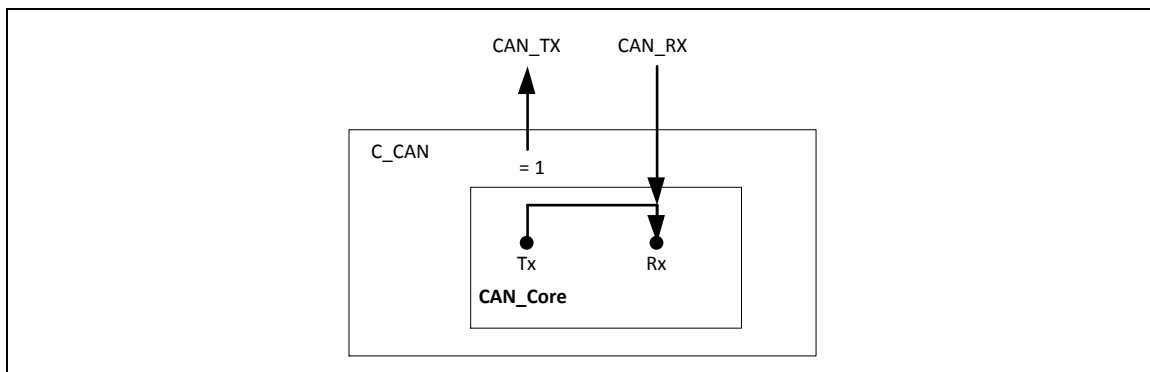 CAN_TX CAN_RX
C_CAN
= 1
Tx Rx
CAN_Core